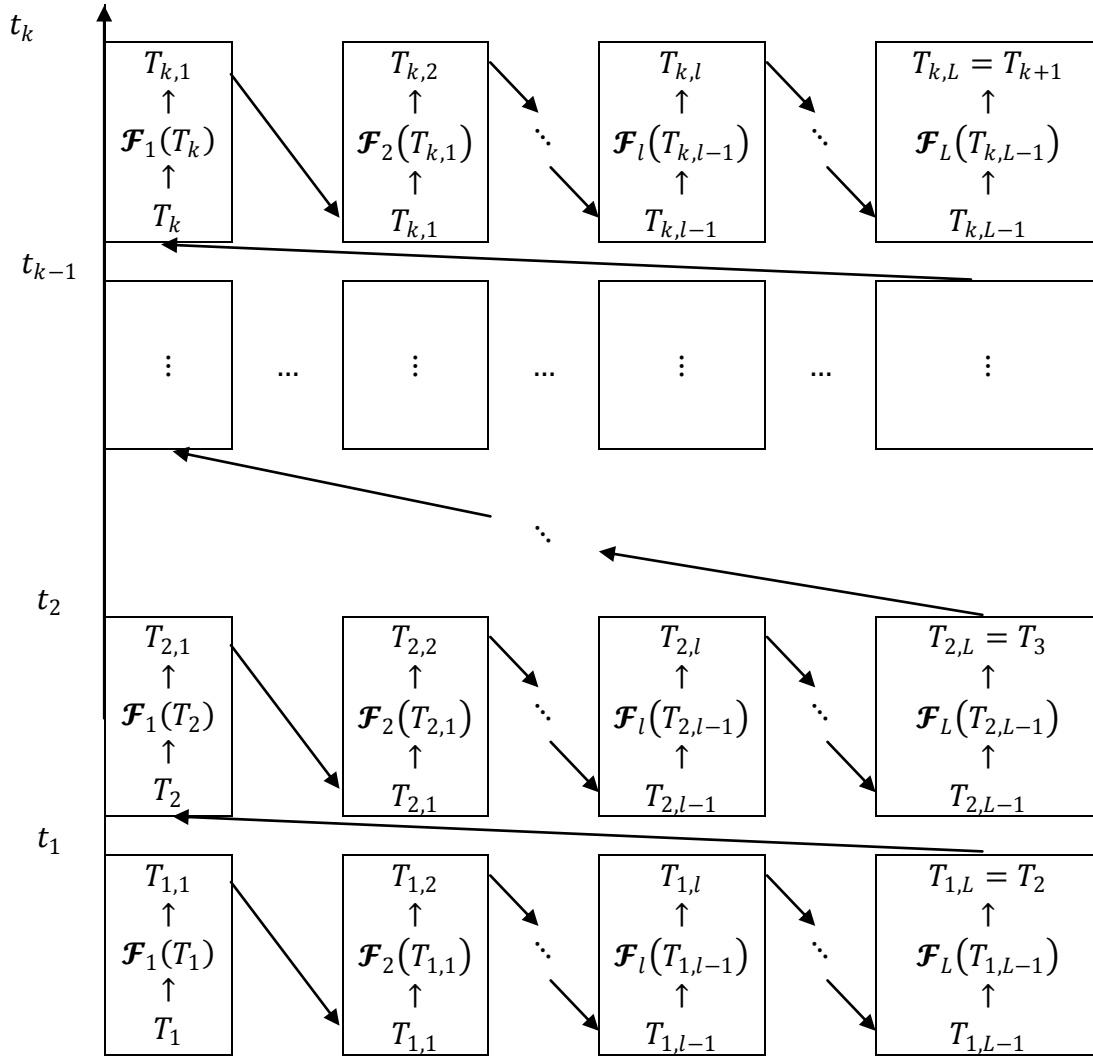 t_k
T_{k,1} T_{k,2} T_{k,l} T_{k,L} = T_{k+1}
↑ ↑ ⋱ ↑ ⋱ ↑
𝓕_1(T_k) 𝓕_2(T_{k,1}) 𝓕_l(T_{k,l−1}) 𝓕_L(T_{k,L−1})
↑ ↑ ↑ ↑
T_k T_{k,1} T_{k,l−1} T_{k,L−1}
t_{k−1}
⋮ ... ⋮ ... ⋮ ... ⋮
⋱
t_2
T_{2,1} T_{2,2} T_{2,l} T_{2,L} = T_3
↑ ↑ ⋱ ↑ ⋱ ↑
𝓕_1(T_2) 𝓕_2(T_{2,1}) 𝓕_l(T_{2,l−1}) 𝓕_L(T_{2,L−1})
↑ ↑ ↑ ↑
T_2 T_{2,1} T_{2,l−1} T_{2,L−1}
t_1
T_{1,1} T_{1,2} T_{1,l} T_{1,L} = T_2
↑ ↑ ⋱ ↑ ⋱ ↑
𝓕_1(T_1) 𝓕_2(T_{1,1}) 𝓕_l(T_{1,l−1}) 𝓕_L(T_{1,L−1})
↑ ↑ ↑ ↑
T_1 T_{1,1} T_{1,l−1} T_{1,L−1}